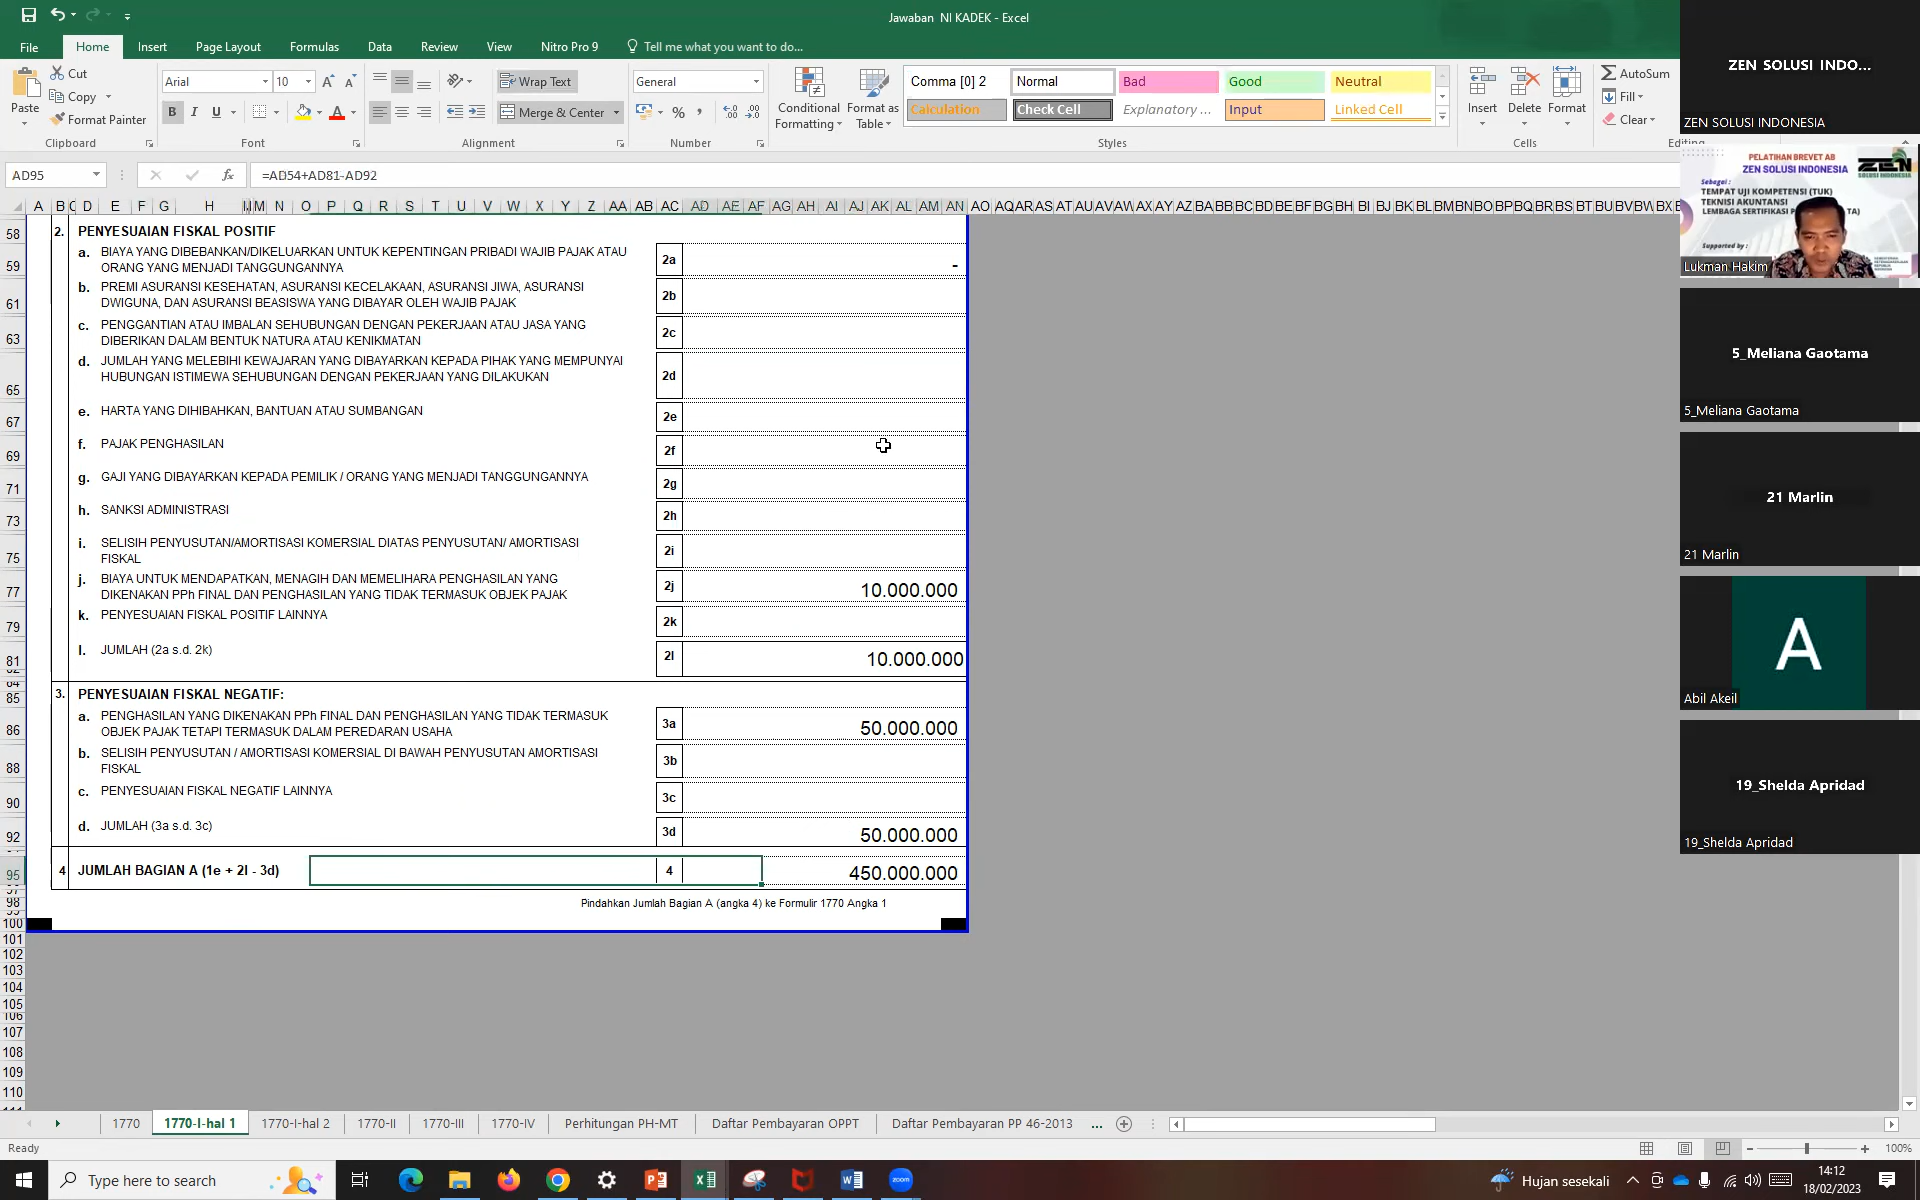 Jawaban NI KADEK - Excel
File Home Insert Page Layout Formulas Data Review View Nitro Pro 9 Tell me what you want to do...
Paste
Cut
Copy
Format Painter
Clipboard
Arial 10
B I U
Font
Wrap Text
Merge & Center
Alignment
General
Number
Conditional Formatting
Format as Table
Comma [0] 2 Normal Bad Good Neutral
Calculation Check Cell Explanatory ... Input Linked Cell
Styles
Insert Delete Format
Cells
AutoSum
Fill
Clear
Editing
AD95 =AD54+AD81-AD92
2. PENYESUAIAN FISKAL POSITIF
a. BIAYA YANG DIBEBANKAN/DIKELUARKAN UNTUK KEPENTINGAN PRIBADI WAJIB PAJAK ATAU
ORANG YANG MENJADI TANGGUNGANNYA 2a -
b. PREMI ASURANSI KESEHATAN, ASURANSI KECELAKAAN, ASURANSI JIWA, ASURANSI
DWIGUNA, DAN ASURANSI BEASISWA YANG DIBAYAR OLEH WAJIB PAJAK 2b
c. PENGGANTIAN ATAU IMBALAN SEHUBUNGAN DENGAN PEKERJAAN ATAU JASA YANG
DIBERIKAN DALAM BENTUK NATURA ATAU KENIKMATAN 2c
d. JUMLAH YANG MELEBIHI KEWAJARAN YANG DIBAYARKAN KEPADA PIHAK YANG MEMPUNYAI
HUBUNGAN ISTIMEWA SEHUBUNGAN DENGAN PEKERJAAN YANG DILAKUKAN 2d
e. HARTA YANG DIHIBAHKAN, BANTUAN ATAU SUMBANGAN 2e
f. PAJAK PENGHASILAN 2f
g. GAJI YANG DIBAYARKAN KEPADA PEMILIK / ORANG YANG MENJADI TANGGUNGANNYA 2g
h. SANKSI ADMINISTRASI 2h
i. SELISIH PENYUSUTAN/AMORTISASI KOMERSIAL DIATAS PENYUSUTAN/ AMORTISASI
FISKAL 2i
j. BIAYA UNTUK MENDAPATKAN, MENAGIH DAN MEMELIHARA PENGHASILAN YANG
DIKENAKAN PPh FINAL DAN PENGHASILAN YANG TIDAK TERMASUK OBJEK PAJAK 2j 10.000.000
k. PENYESUAIAN FISKAL POSITIF LAINNYA 2k
l. JUMLAH (2a s.d. 2k) 2l 10.000.000
3. PENYESUAIAN FISKAL NEGATIF:
a. PENGHASILAN YANG DIKENAKAN PPh FINAL DAN PENGHASILAN YANG TIDAK TERMASUK
OBJEK PAJAK TETAPI TERMASUK DALAM PEREDARAN USAHA 3a 50.000.000
b. SELISIH PENYUSUTAN / AMORTISASI KOMERSIAL DI BAWAH PENYUSUTAN AMORTISASI
FISKAL 3b
c. PENYESUAIAN FISKAL NEGATIF LAINNYA 3c
d. JUMLAH (3a s.d. 3c) 3d 50.000.000
4 JUMLAH BAGIAN A (1e + 2l - 3d) 4 450.000.000
Pindahkan Jumlah Bagian A (angka 4) ke Formulir 1770 Angka 1
1770 1770-I-hal 1 1770-I-hal 2 1770-II 1770-III 1770-IV Perhitungan PH-MT Daftar Pembayaran OPPT Daftar Pembayaran PP 46-2013 ...
Ready 100%
Type here to search
Hujan sesekali
14:12
18/02/2023
ZEN SOLUSI INDO...
ZEN SOLUSI INDONESIA
PELATIHAN BREVET AB
ZEN SOLUSI INDONESIA
Sebagai :
TEMPAT UJI KOMPETENSI (TUK)
TEKNISI AKUNTANSI
LEMBAGA SERTIFIKASI
Supported by :
Lukman Hakim
5_Meliana Gaotama
5_Meliana Gaotama
21 Marlin
21 Marlin
A
Abil Akeil
19_Shelda Apridad
19_Shelda Apridad